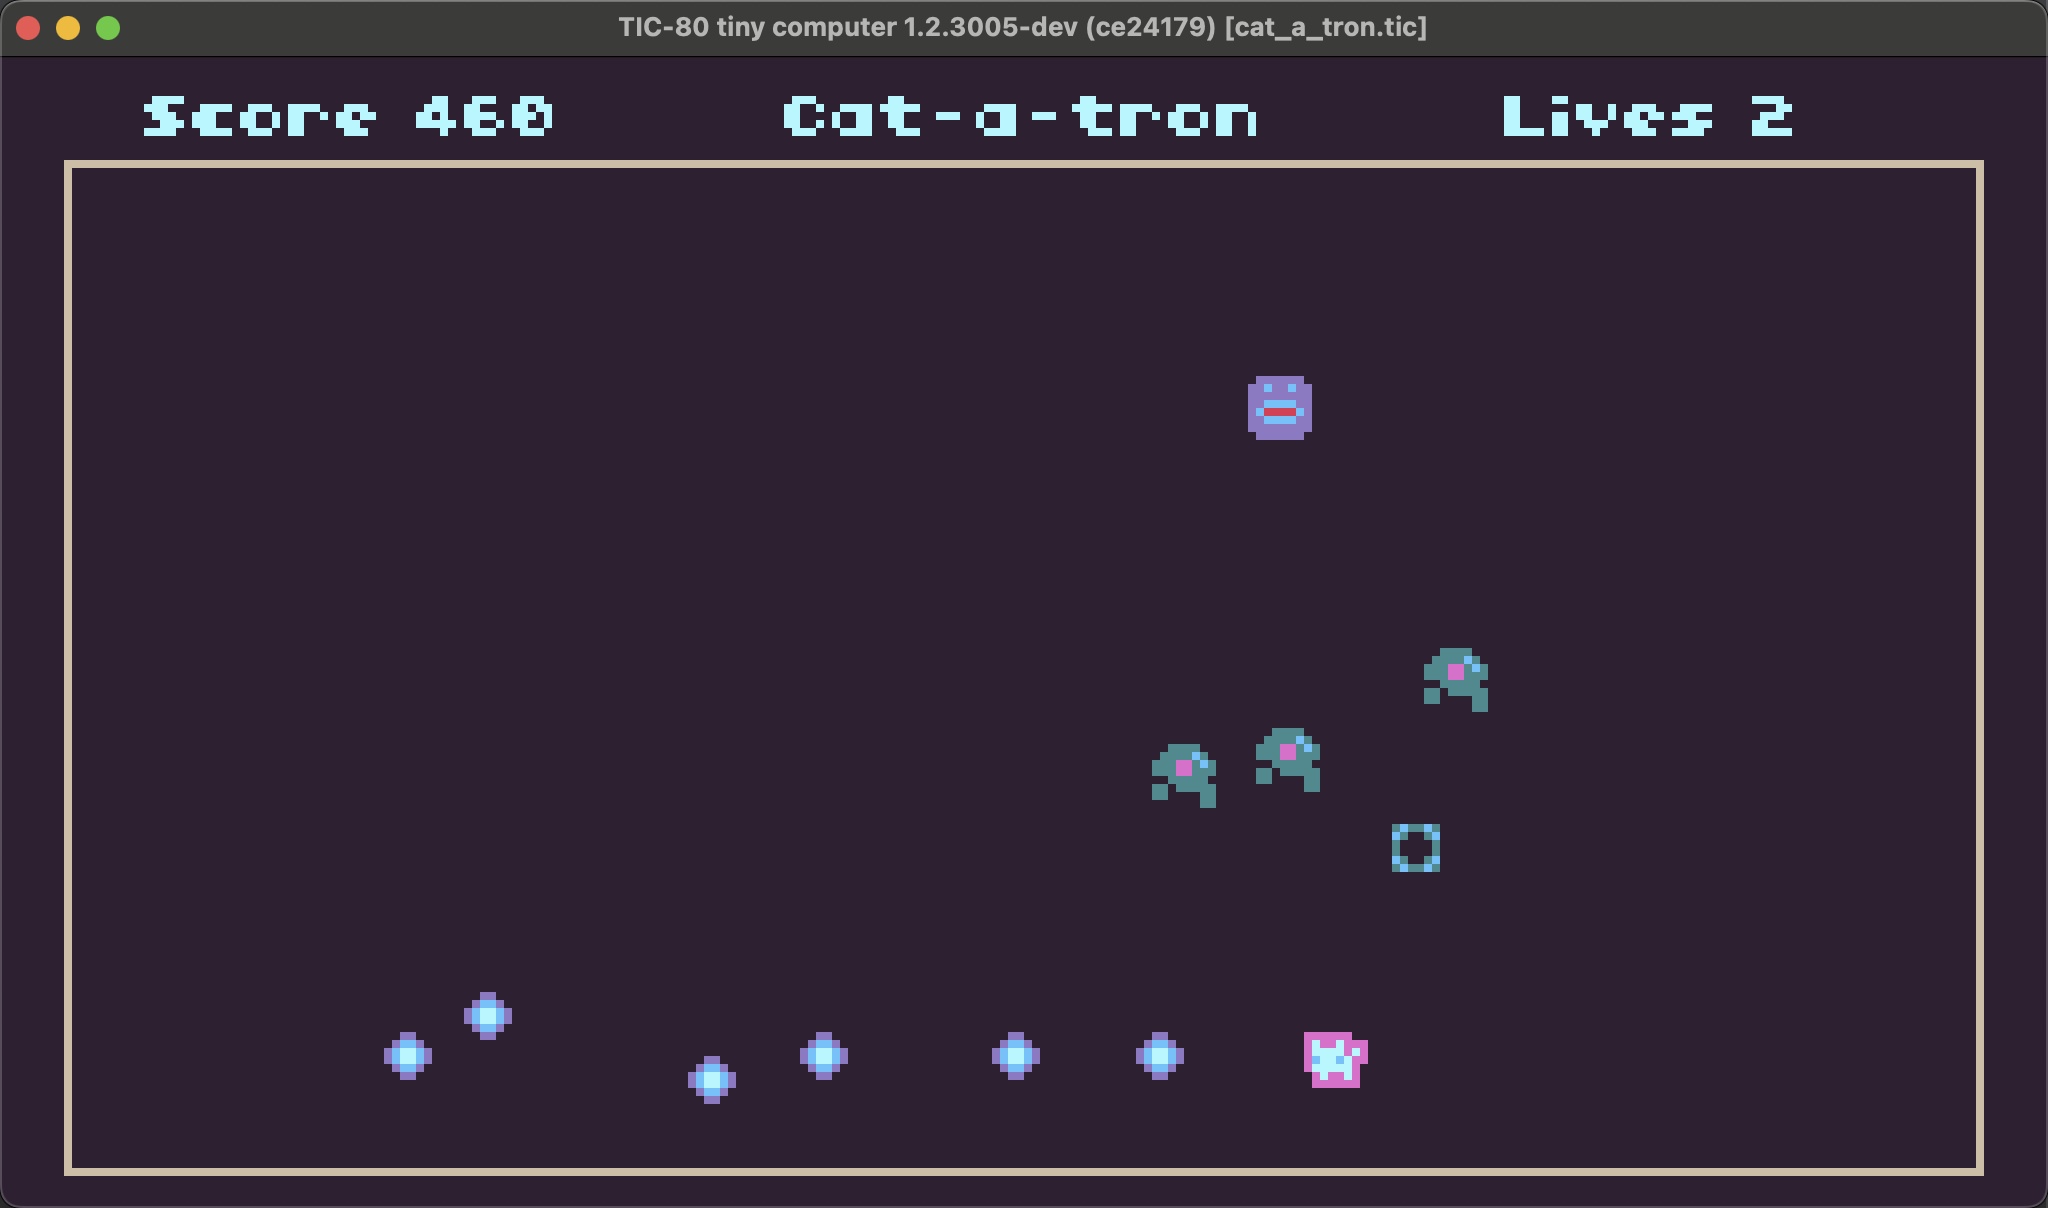 TIC-80 tiny computer 1.2.3005-dev (ce24179) [cat_a_tron.tic]
Score 460 Cat-a-tron Lives 2